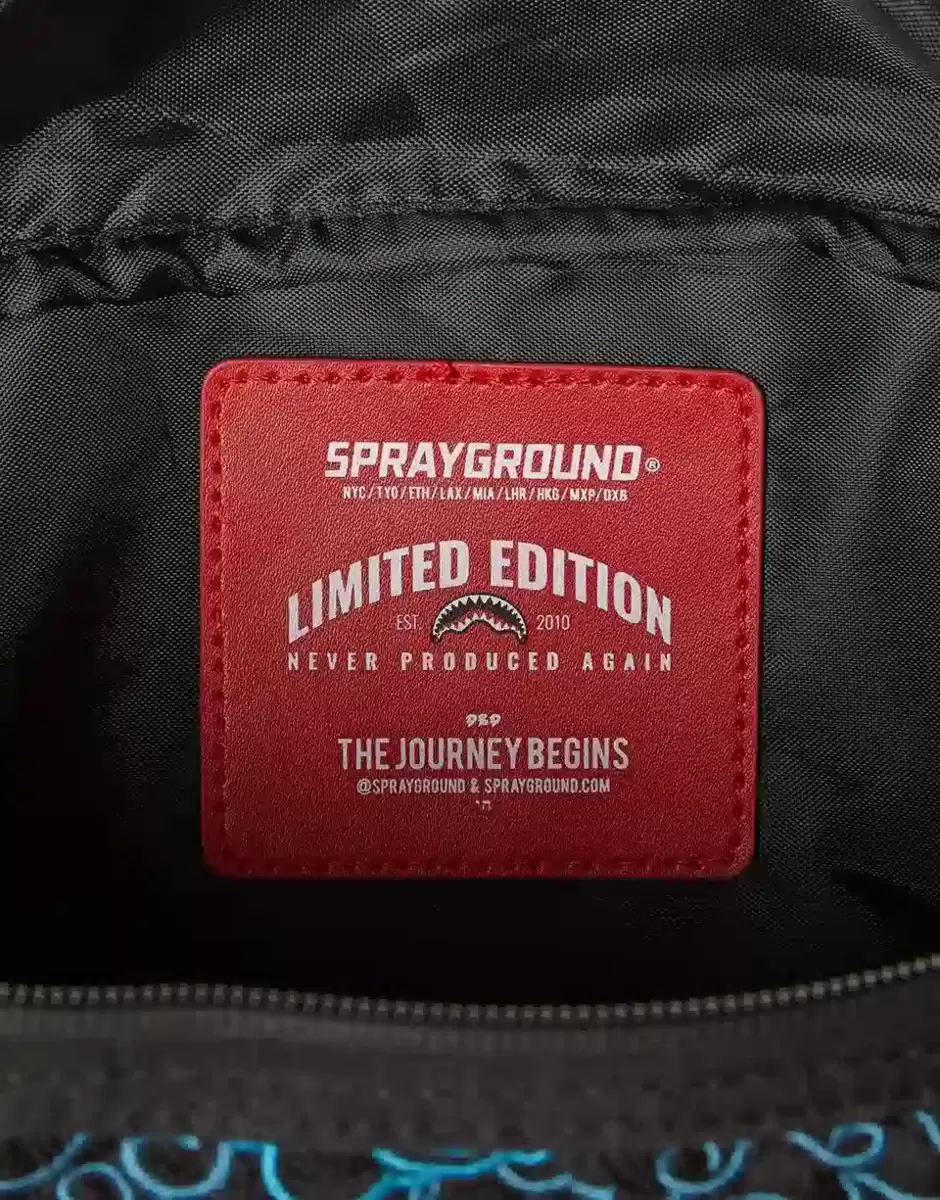 SPRAYGROUND®
NYC/TYO/ETH/LAX/MIA/LHR/HKG/MXP/DXB
LIMITED EDITION
EST. 2010
NEVER PRODUCED AGAIN
THE JOURNEY BEGINS
@SPRAYGROUND & SPRAYGROUND.COM